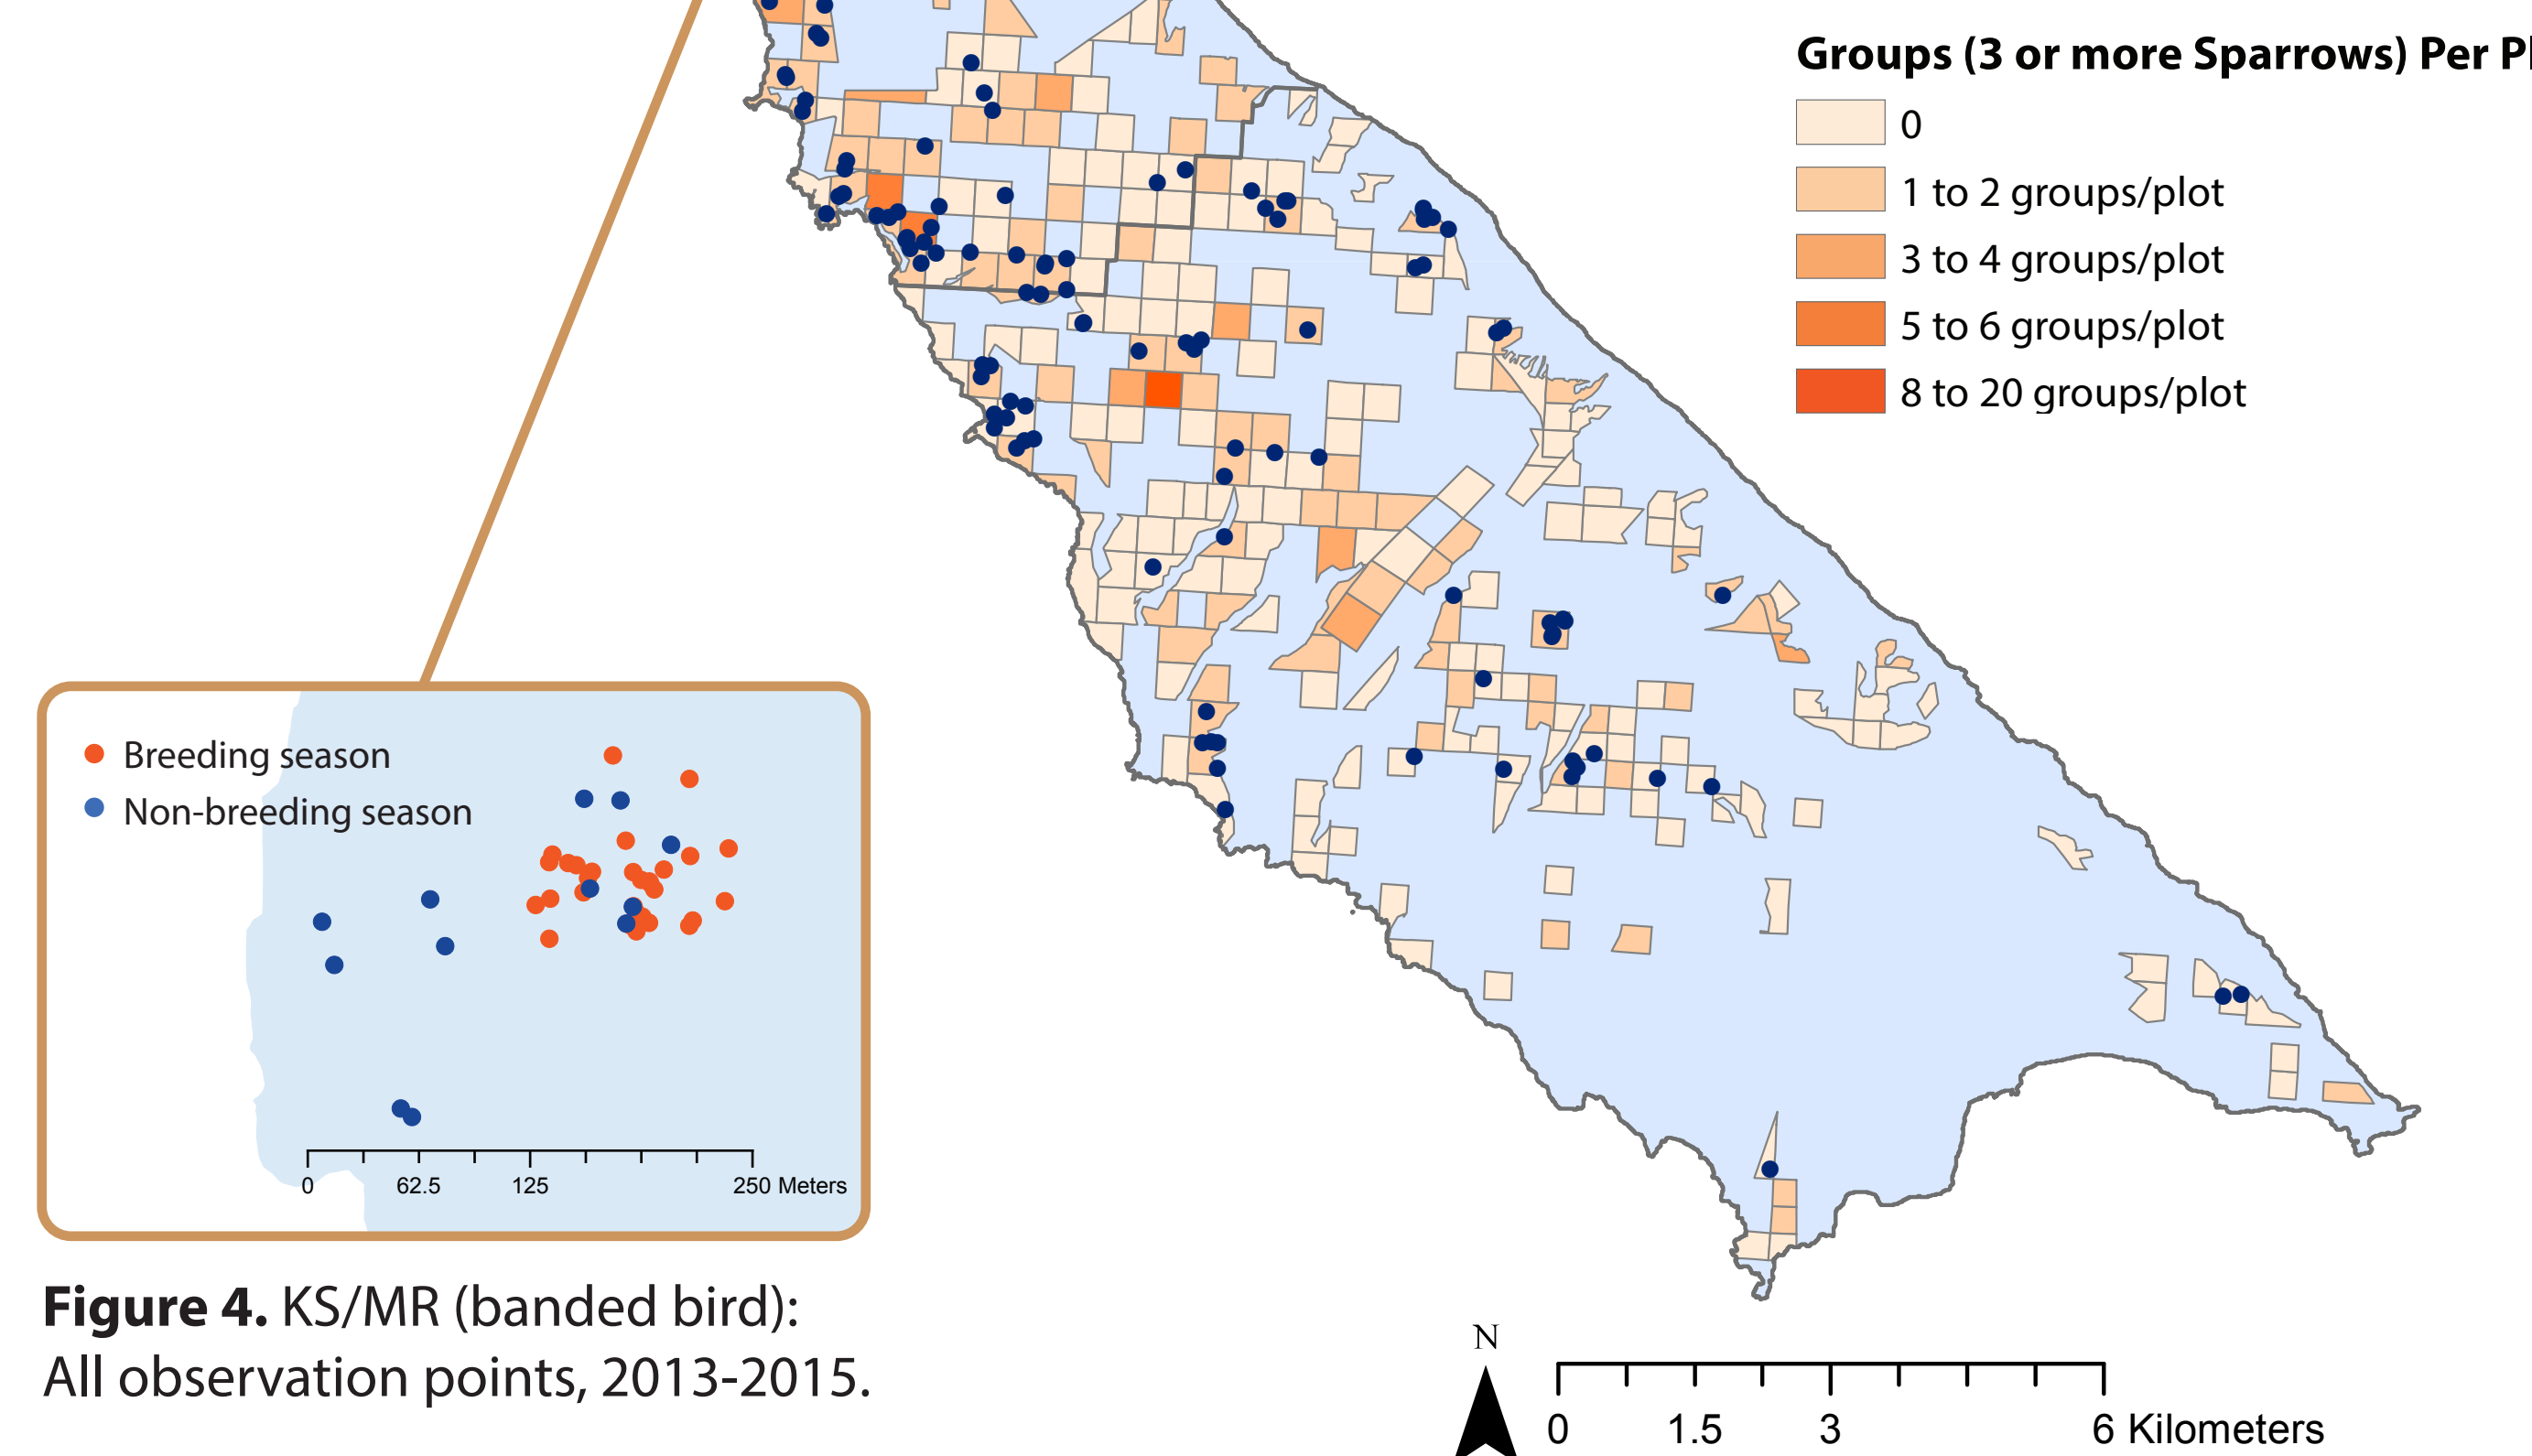 Groups (3 or more Sparrows) Per
0
1 to 2 groups/plot
3 to 4 groups/plot
5 to 6 groups/plot
8 to 20 groups/plot
Breeding season
Non-breeding season
0 62.5 125 250 Meters
Figure 4. KS/MR (banded bird):
All observation points, 2013-2015.
N
0 1.5 3 6 Kilometers